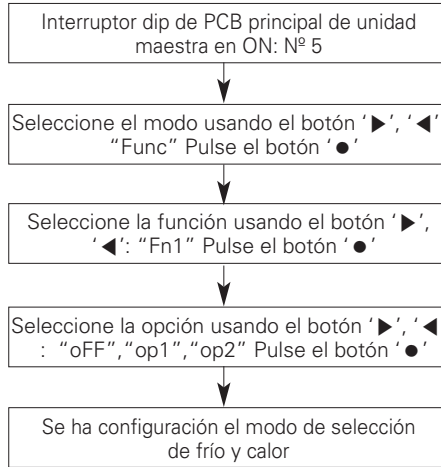 Interruptor dip de PCB principal de unidad
maestra en ON: Nº 5
Seleccione el modo usando el botón ‘▶’, ‘◀’
“Func” Pulse el botón ‘●’
Seleccione la función usando el botón ‘▶’,
‘◀’: “Fn1” Pulse el botón ‘●’
Seleccione la opción usando el botón ‘▶’, ‘◀
: “oFF”,“op1”,“op2” Pulse el botón ‘●’
Se ha configuración el modo de selección
de frío y calor